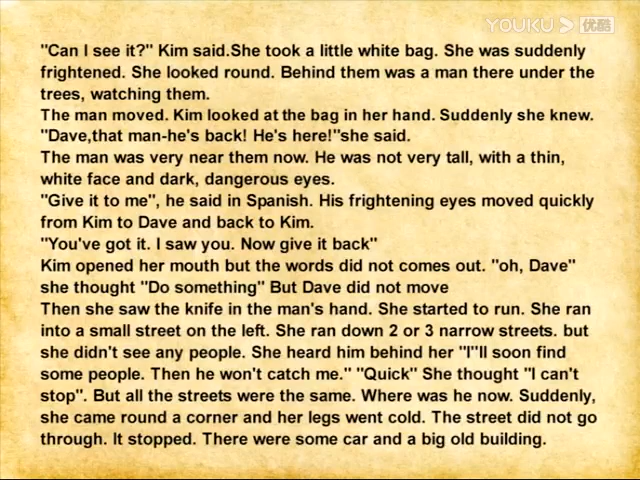 YOUKU 优酷
"Can I see it?" Kim said.She took a little white bag. She was suddenly
frightened. She looked round. Behind them was a man there under the
trees, watching them.
The man moved. Kim looked at the bag in her hand. Suddenly she knew.
"Dave,that man-he's back! He's here!"she said.
The man was very near them now. He was not very tall, with a thin,
white face and dark, dangerous eyes.
"Give it to me", he said in Spanish. His frightening eyes moved quickly
from Kim to Dave and back to Kim.
"You've got it. I saw you. Now give it back"
Kim opened her mouth but the words did not comes out. "oh, Dave"
she thought "Do something" But Dave did not move
Then she saw the knife in the man's hand. She started to run. She ran
into a small street on the left. She ran down 2 or 3 narrow streets. but
she didn't see any people. She heard him behind her "I"ll soon find
some people. Then he won't catch me." "Quick" She thought "I can't
stop". But all the streets were the same. Where was he now. Suddenly,
she came round a corner and her legs went cold. The street did not go
through. It stopped. There were some car and a big old building.